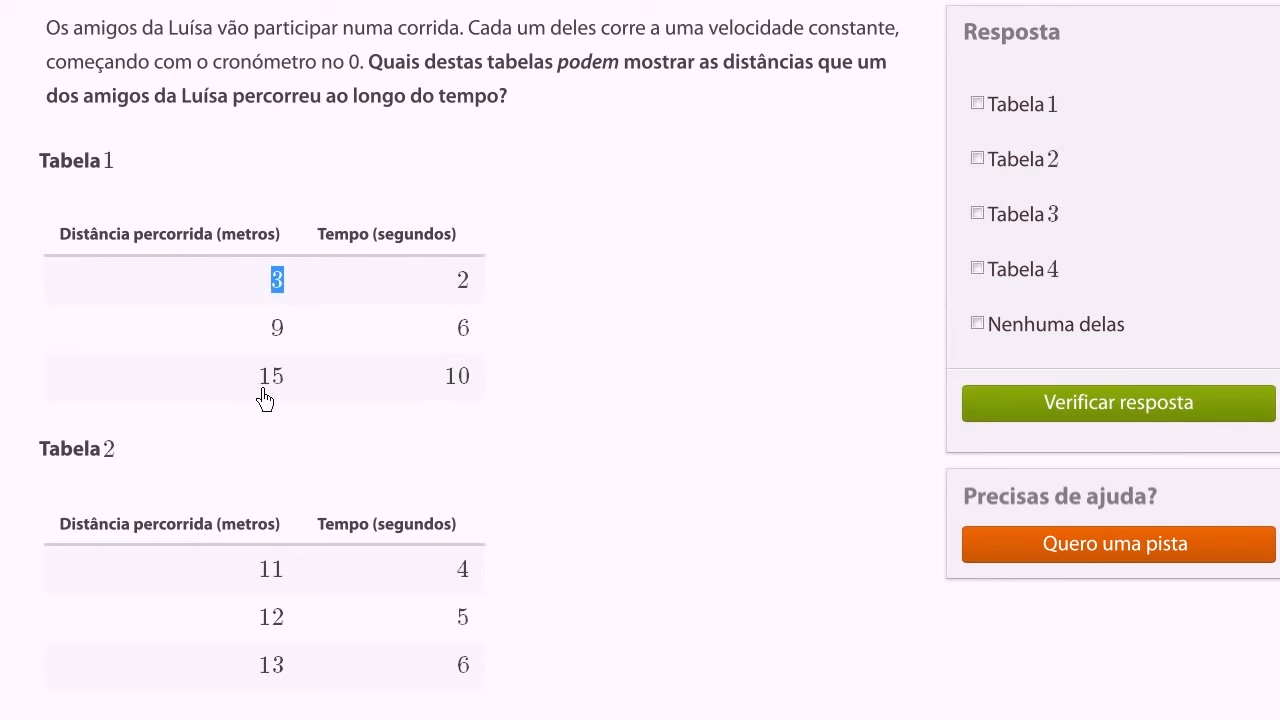 Os amigos da Luísa vão participar numa corrida. Cada um deles corre a uma velocidade constante,
começando com o cronómetro no 0. Quais destas tabelas podem mostrar as distâncias que um
dos amigos da Luísa percorreu ao longo do tempo?
Tabela 1
Distância percorrida (metros) Tempo (segundos)
3 2
9 6
15 10
Tabela 2
Distância percorrida (metros) Tempo (segundos)
11 4
12 5
13 6
Resposta
Tabela 1
Tabela 2
Tabela 3
Tabela 4
Nenhuma delas
Verificar resposta
Precisas de ajuda?
Quero uma pista